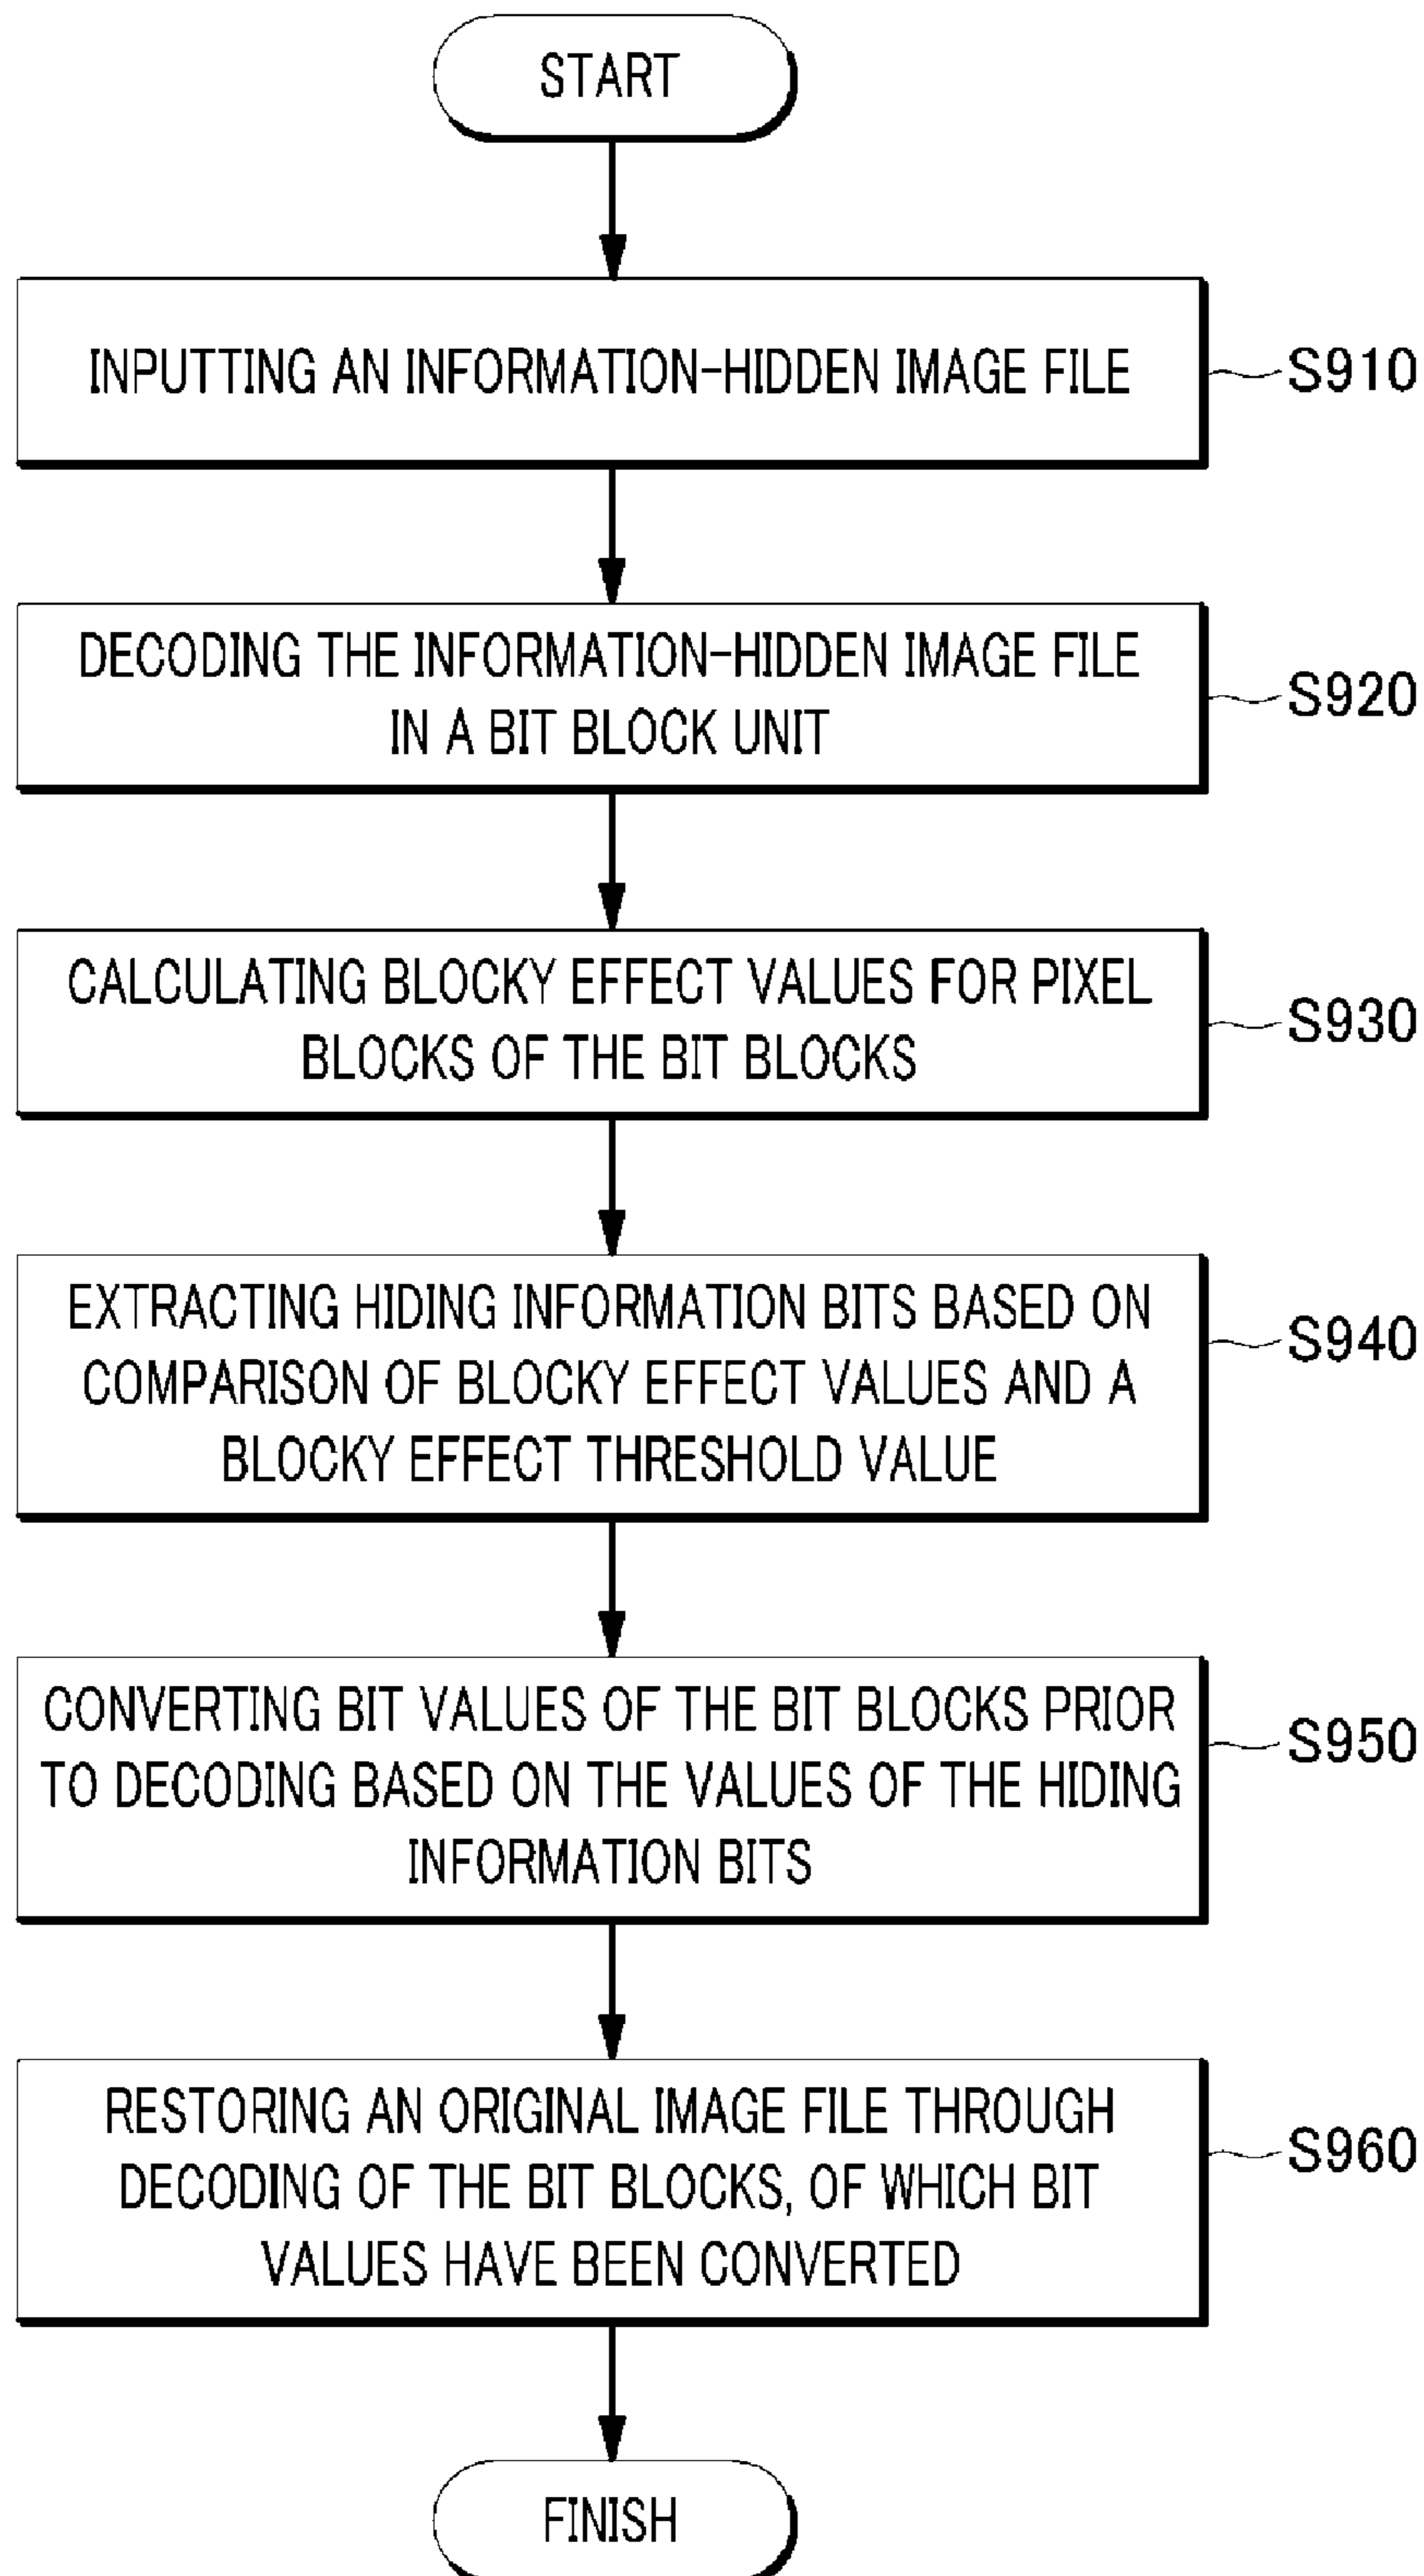 START
INPUTTING AN INFORMATION-HIDDEN IMAGE FILE
S910
DECODING THE INFORMATION-HIDDEN IMAGE FILE
IN A BIT BLOCK UNIT
S920
CALCULATING BLOCKY EFFECT VALUES FOR PIXEL
BLOCKS OF THE BIT BLOCKS
S930
EXTRACTING HIDING INFORMATION BITS BASED ON
COMPARISON OF BLOCKY EFFECT VALUES AND A
BLOCKY EFFECT THRESHOLD VALUE
S940
CONVERTING BIT VALUES OF THE BIT BLOCKS PRIOR
TO DECODING BASED ON THE VALUES OF THE HIDING
INFORMATION BITS
S950
RESTORING AN ORIGINAL IMAGE FILE THROUGH
DECODING OF THE BIT BLOCKS, OF WHICH BIT
VALUES HAVE BEEN CONVERTED
S960
FINISH